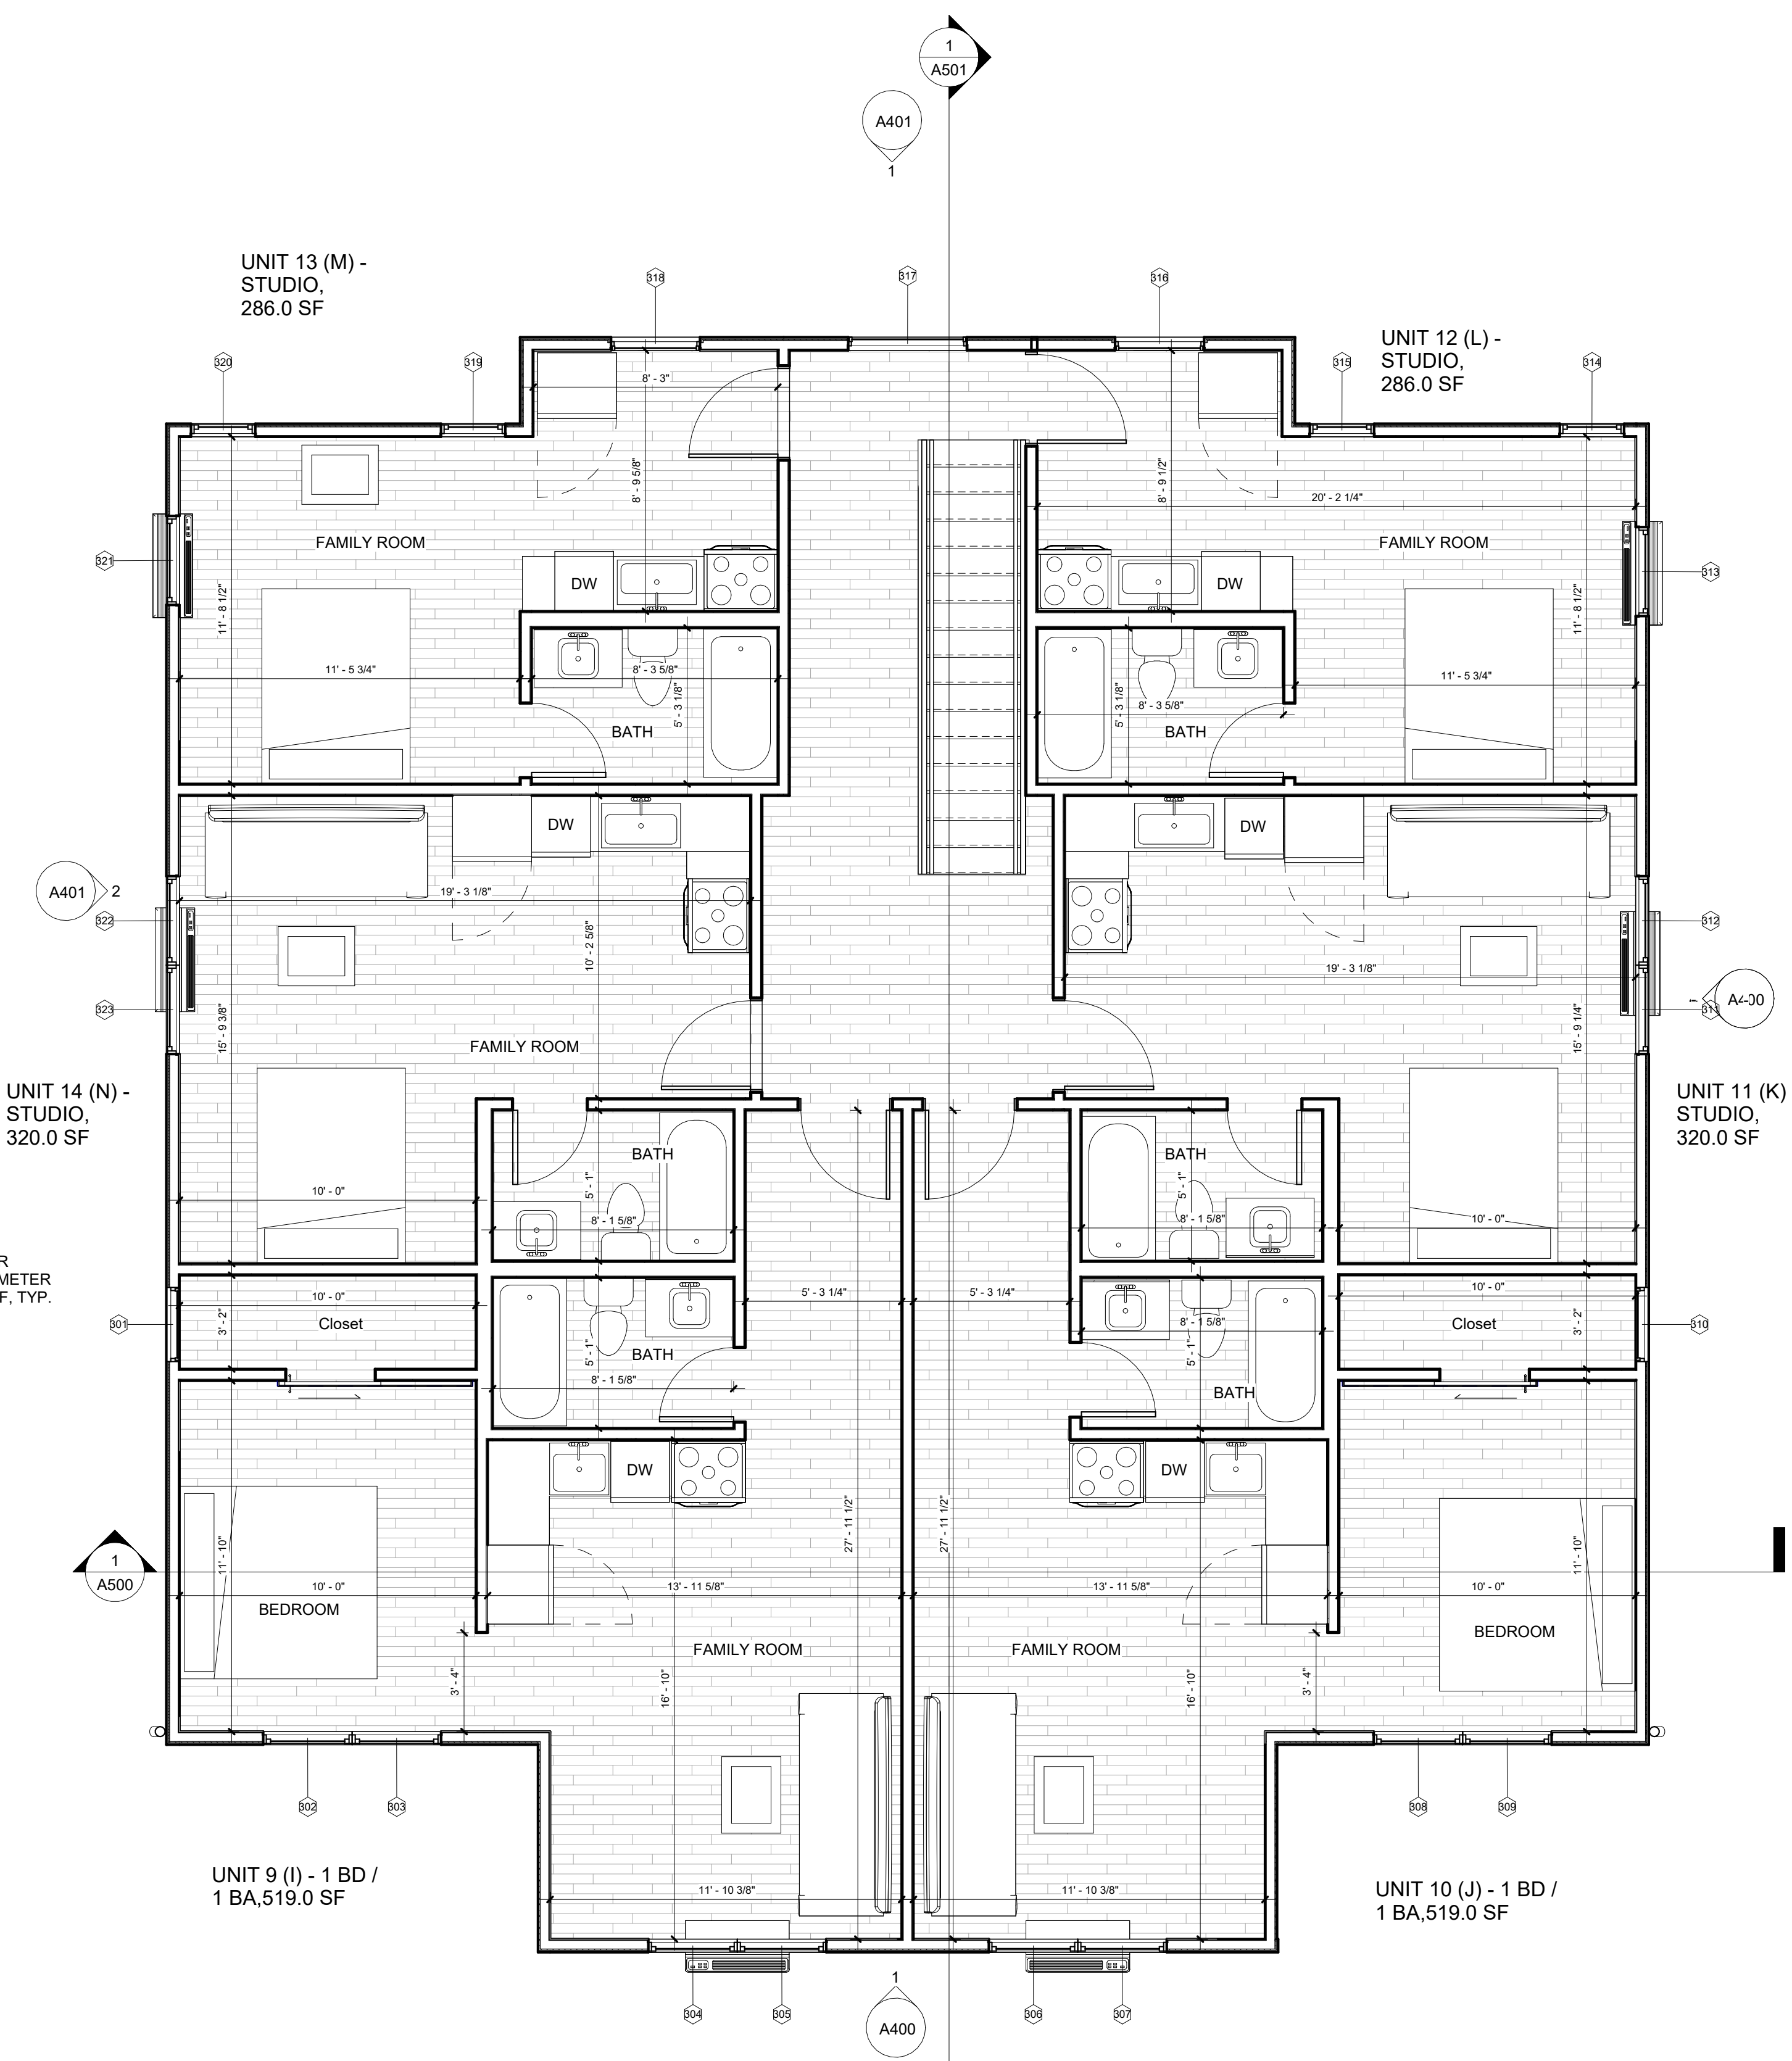 1
A501
A401
1
UNIT 13 (M) -
STUDIO,
286.0 SF
318
317
316
UNIT 12 (L) -
STUDIO,
286.0 SF
320
319
315
314
8' - 3"
8' - 9 5/8"
8' - 9 1/2"
20' - 2 1/4"
FAMILY ROOM
FAMILY ROOM
321
313
DW
DW
11' - 8 1/2"
11' - 8 1/2"
11' - 5 3/4"
8' - 3 5/8"
5' - 3 1/8"
BATH
5' - 3 1/8"
8' - 3 5/8"
BATH
11' - 5 3/4"
DW
DW
A401
2
19' - 3 1/8"
322
312
10' - 2 5/8"
19' - 3 1/8"
323
311
A400
15' - 9 3/8"
15' - 9 1/4"
FAMILY ROOM
UNIT 14 (N) -
STUDIO,
320.0 SF
UNIT 11 (K)
STUDIO,
320.0 SF
BATH
BATH
10' - 0"
5' - 1"
8' - 1 5/8"
5' - 1"
8' - 1 5/8"
10' - 0"
R
METER
F, TYP.
10' - 0"
5' - 3 1/4"
5' - 3 1/4"
10' - 0"
301
3' - 2"
Closet
8' - 1 5/8"
Closet
3' - 2"
310
5' - 1"
BATH
8' - 1 5/8"
5' - 1"
BATH
DW
DW
27' - 11 1/2"
27' - 11 1/2"
1
A500
11' - 10"
11' - 10"
10' - 0"
13' - 11 5/8"
13' - 11 5/8"
10' - 0"
BEDROOM
BEDROOM
FAMILY ROOM
FAMILY ROOM
3' - 4"
16' - 10"
16' - 10"
3' - 4"
302
303
308
309
UNIT 9 (I) - 1 BD /
1 BA,519.0 SF
11' - 10 3/8"
11' - 10 3/8"
UNIT 10 (J) - 1 BD /
1 BA,519.0 SF
304
305
1
A400
306
307